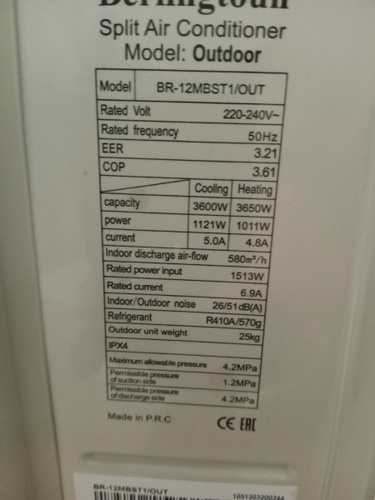 Split Air Conditioner
Model: Outdoor
Model BR-12MBST1/OUT
Rated Volt 220-240V~
Rated frequency 50Hz
EER 3.21
COP 3.61
Cooling Heating
capacity 3600W 3650W
power 1121W 1011W
current 5.0A 4.8A
Indoor discharge air-flow 580m³/h
Rated power input 1513W
Rated current 6.9A
Indoor/Outdoor noise 26/51dB(A)
Refrigerant R410A/570g
Outdoor unit weight 25kg
IPX4
Maximum allowable pressure 4.2MPa
Permissible pressure
of suction side 1.2MPa
Permissible pressure
of discharge side 4.2MPa
Made in P.R.C CE EAC
BR-12MBST1/OUT
1031203200244